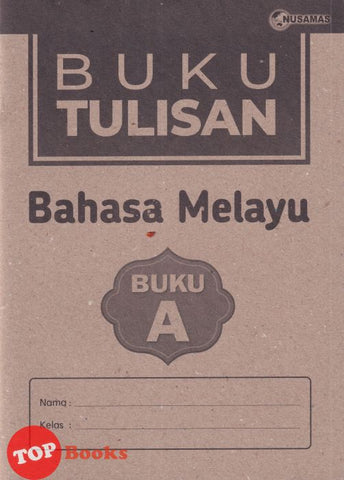 NUSAMAS
BUKU
TULISAN
Bahasa Melayu
BUKU
A
Nama :
Kelas :
TOP Books